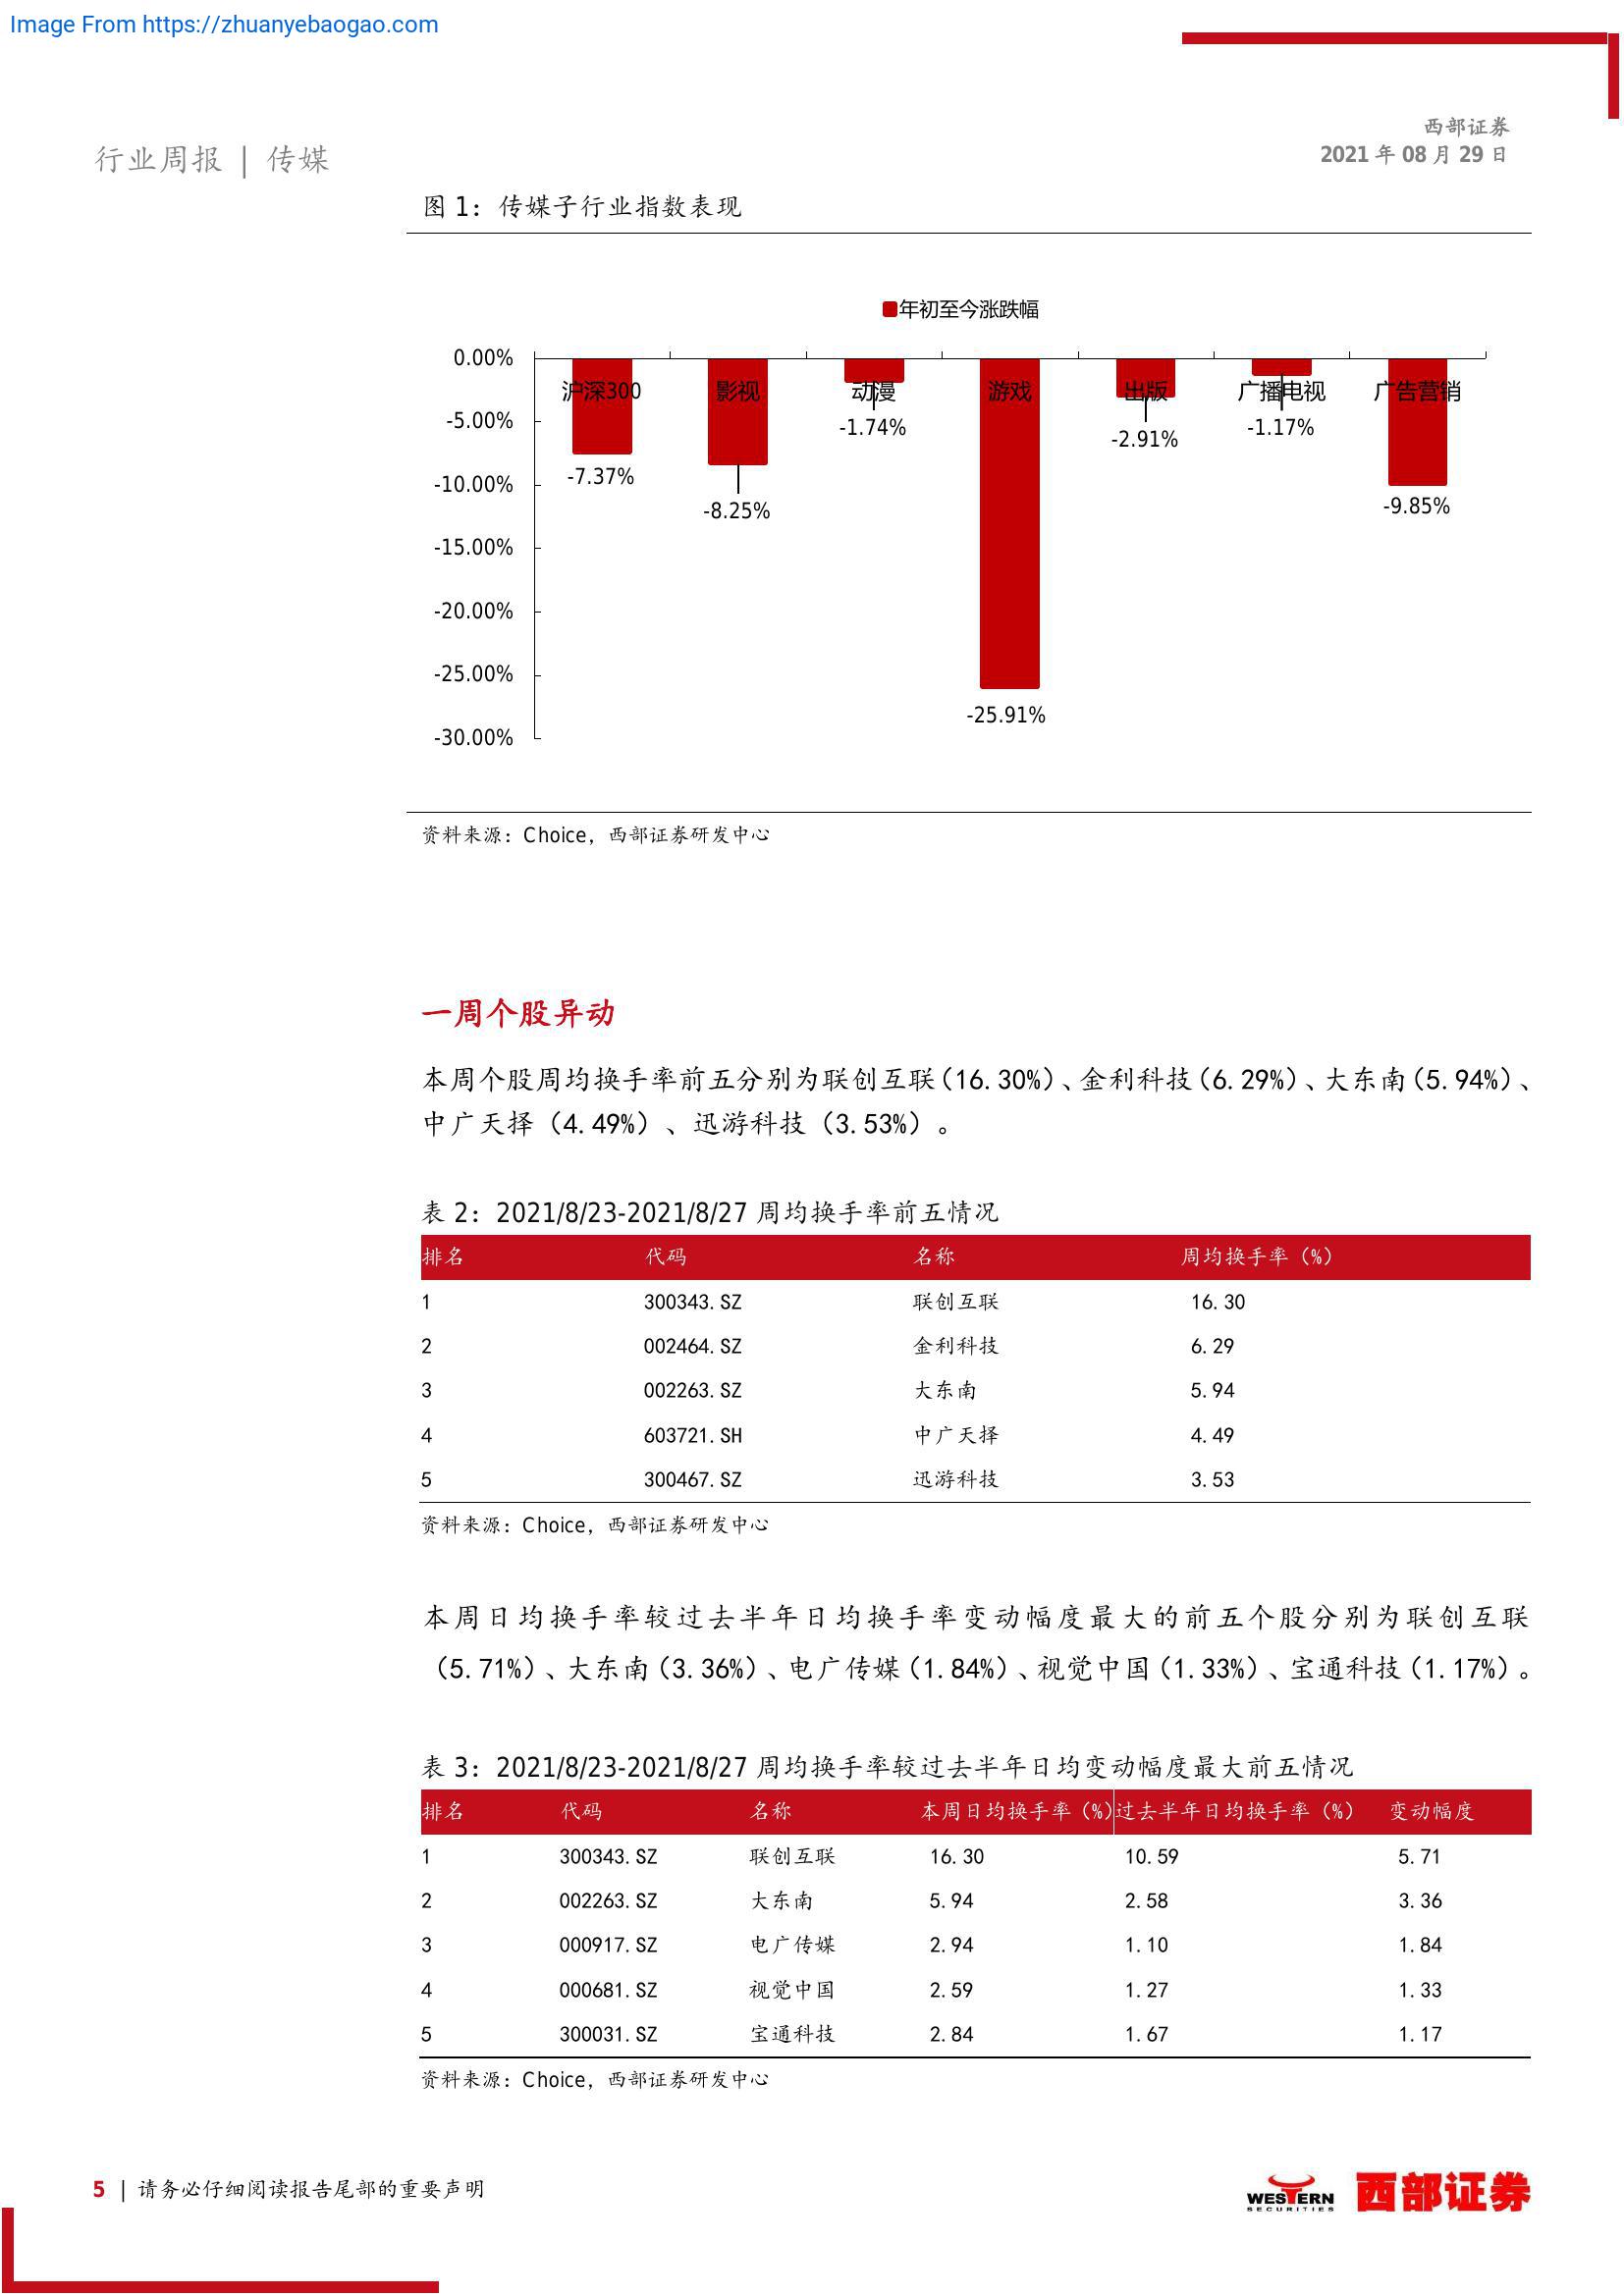 Image From https://zhuanyebaogao.com
西部证券
2021 年 08 月 29 日
行业周报 | 传媒
图 1：传媒子行业指数表现
年初至今涨跌幅
0.00%
-5.00%
-10.00%
-15.00%
-20.00%
-25.00%
-30.00%
沪深300 影视 动漫 游戏 出版 广播电视 广告营销
-7.37% -8.25% -1.74% -25.91% -2.91% -1.17% -9.85%
资料来源：Choice，西部证券研发中心
一周个股异动
本周个股周均换手率前五分别为联创互联（16.30%）、金利科技（6.29%）、大东南（5.94%）、
中广天择（4.49%）、迅游科技（3.53%）。
表 2：2021/8/23-2021/8/27 周均换手率前五情况
排名 代码 名称 周均换手率（%）
1 300343.SZ 联创互联 16.30
2 002464.SZ 金利科技 6.29
3 002263.SZ 大东南 5.94
4 603721.SH 中广天择 4.49
5 300467.SZ 迅游科技 3.53
资料来源：Choice，西部证券研发中心
本周日均换手率较过去半年日均换手率变动幅度最大的前五个股分别为联创互联
（5.71%）、大东南（3.36%）、电广传媒（1.84%）、视觉中国（1.33%）、宝通科技（1.17%）。
表 3：2021/8/23-2021/8/27 周均换手率较过去半年日均变动幅度最大前五情况
排名 代码 名称 本周日均换手率（%） 过去半年日均换手率（%） 变动幅度
1 300343.SZ 联创互联 16.30 10.59 5.71
2 002263.SZ 大东南 5.94 2.58 3.36
3 000917.SZ 电广传媒 2.94 1.10 1.84
4 000681.SZ 视觉中国 2.59 1.27 1.33
5 300031.SZ 宝通科技 2.84 1.67 1.17
资料来源：Choice，西部证券研发中心
5 | 请务必仔细阅读报告尾部的重要声明
WESTERN
SECURITIES
西部证券